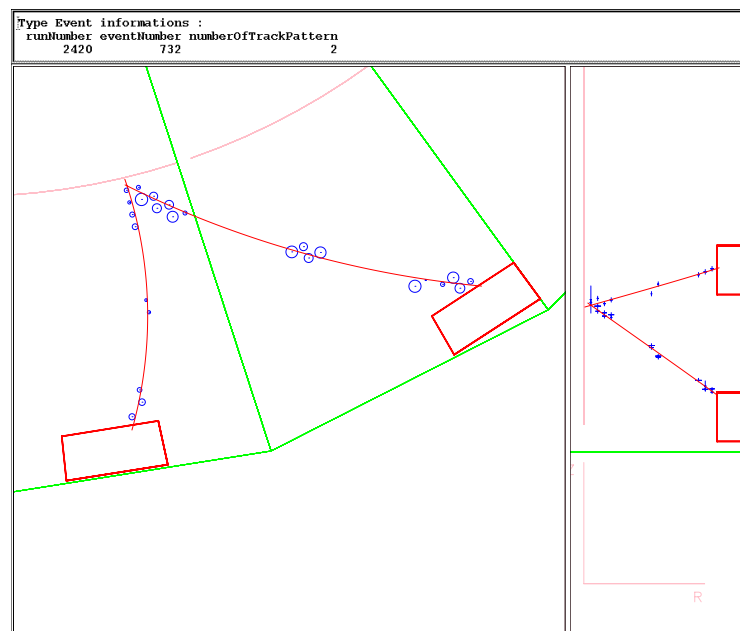 Type Event informations :
runNumber eventNumber numberOfTrackPattern
2420 732 2
R